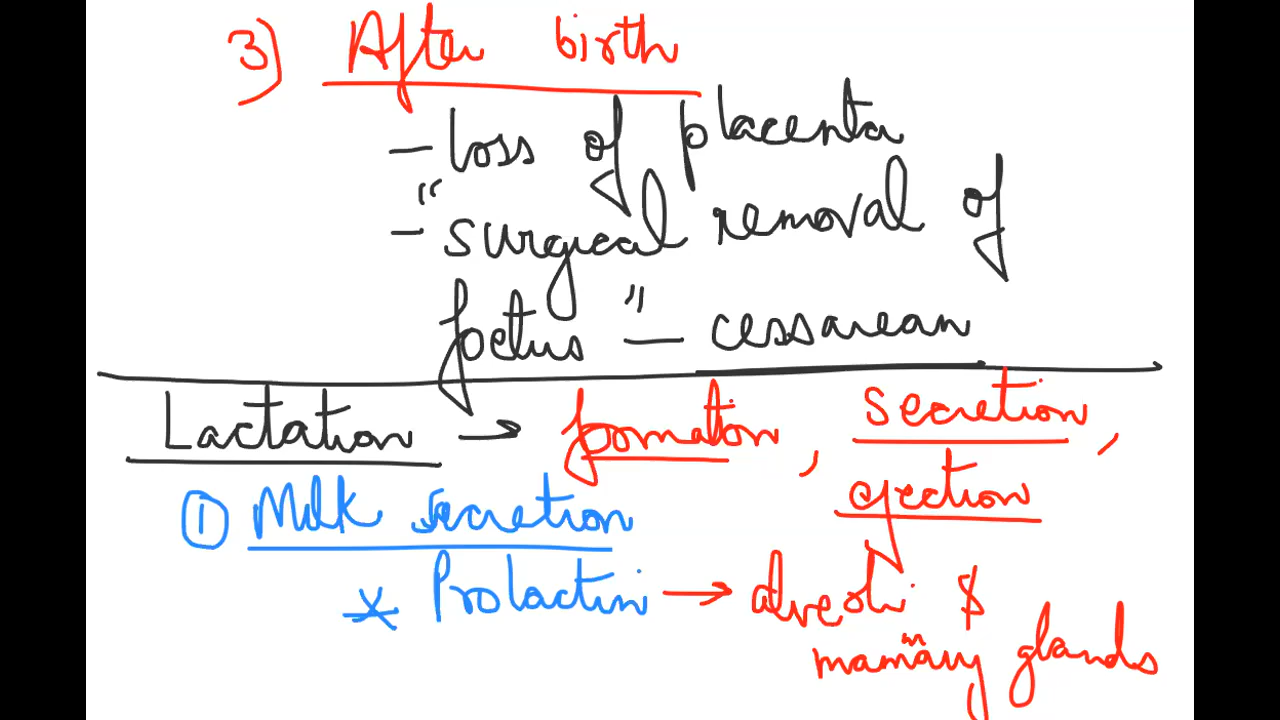 3) After birth
- loss of placenta
- "surgical removal of
foetus" - cessarean
Lactation → formation, secretion,
ejection
① Milk secretion
* Prolactin → alveoli &
mammary glands